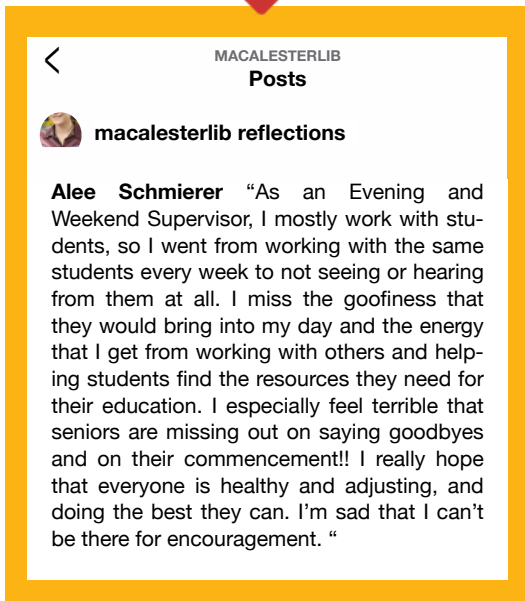 MACALESTERLIB
Posts
macalesterlib reflections
Alee Schmierer “As an Evening and
Weekend Supervisor, I mostly work with stu-
dents, so I went from working with the same
students every week to not seeing or hearing
from them at all. I miss the goofiness that
they would bring into my day and the energy
that I get from working with others and help-
ing students find the resources they need for
their education. I especially feel terrible that
seniors are missing out on saying goodbyes
and on their commencement!! I really hope
that everyone is healthy and adjusting, and
doing the best they can. I’m sad that I can’t
be there for encouragement. “